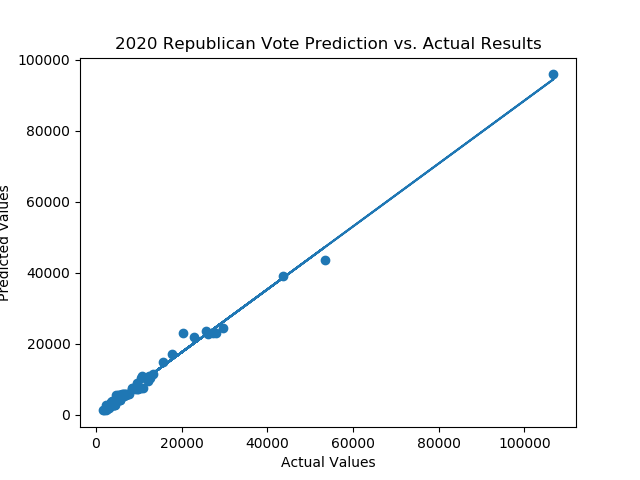 2020 Republican Vote Prediction vs. Actual Results
100000
80000
60000
40000
20000
0
Predicted Values
0 20000 40000 60000 80000 100000
Actual Values